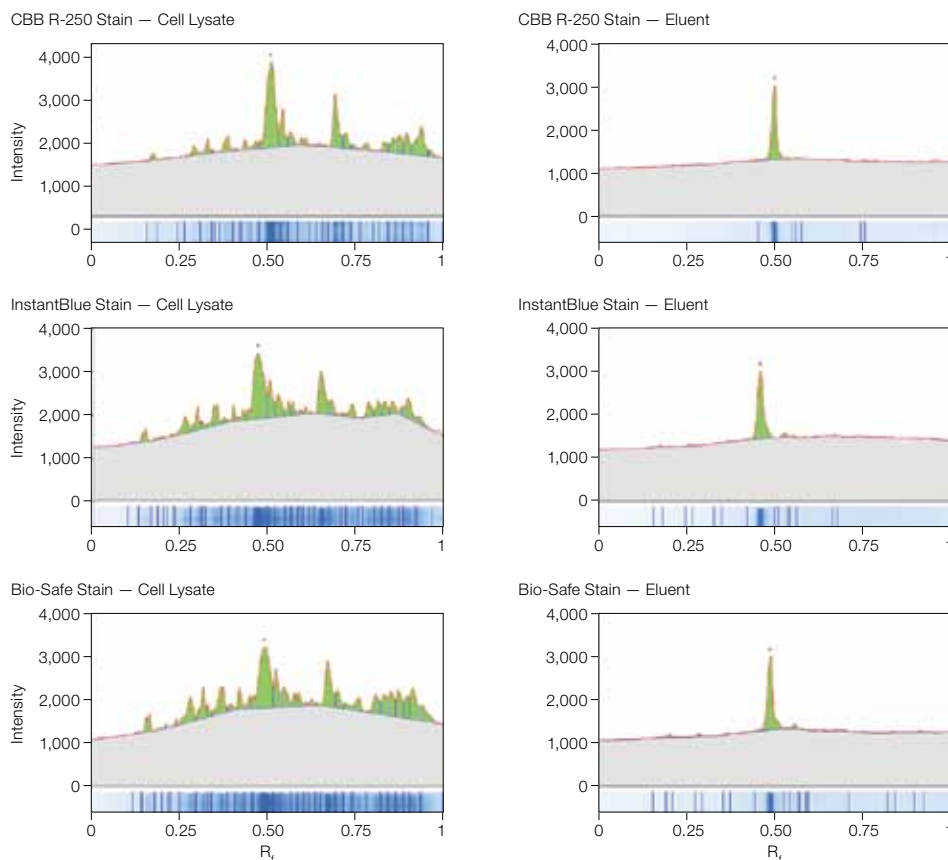 CBB R-250 Stain — Cell Lysate
4,000
3,000
2,000
1,000
0
Intensity
0 0.25 0.50 0.75 1
CBB R-250 Stain — Eluent
4,000
3,000
2,000
1,000
0
0 0.25 0.50 0.75 1
InstantBlue Stain — Cell Lysate
4,000
3,000
2,000
1,000
0
Intensity
0 0.25 0.50 0.75 1
InstantBlue Stain — Eluent
4,000
3,000
2,000
1,000
0
0 0.25 0.50 0.75 1
Bio-Safe Stain — Cell Lysate
4,000
3,000
2,000
1,000
0
Intensity
0 0.25 0.50 0.75 1
Rf
Bio-Safe Stain — Eluent
4,000
3,000
2,000
1,000
0
0 0.25 0.50 0.75 1
Rf